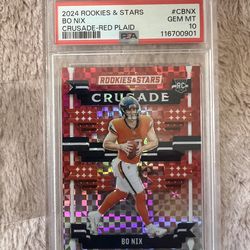 2024 ROOKIES & STARS #CBNX
BO NIX GEM MT
CRUSADE-RED PLAID 10
PSA 116700901
ROOKIES&STARS
RC
CRUSADE
BO NIX